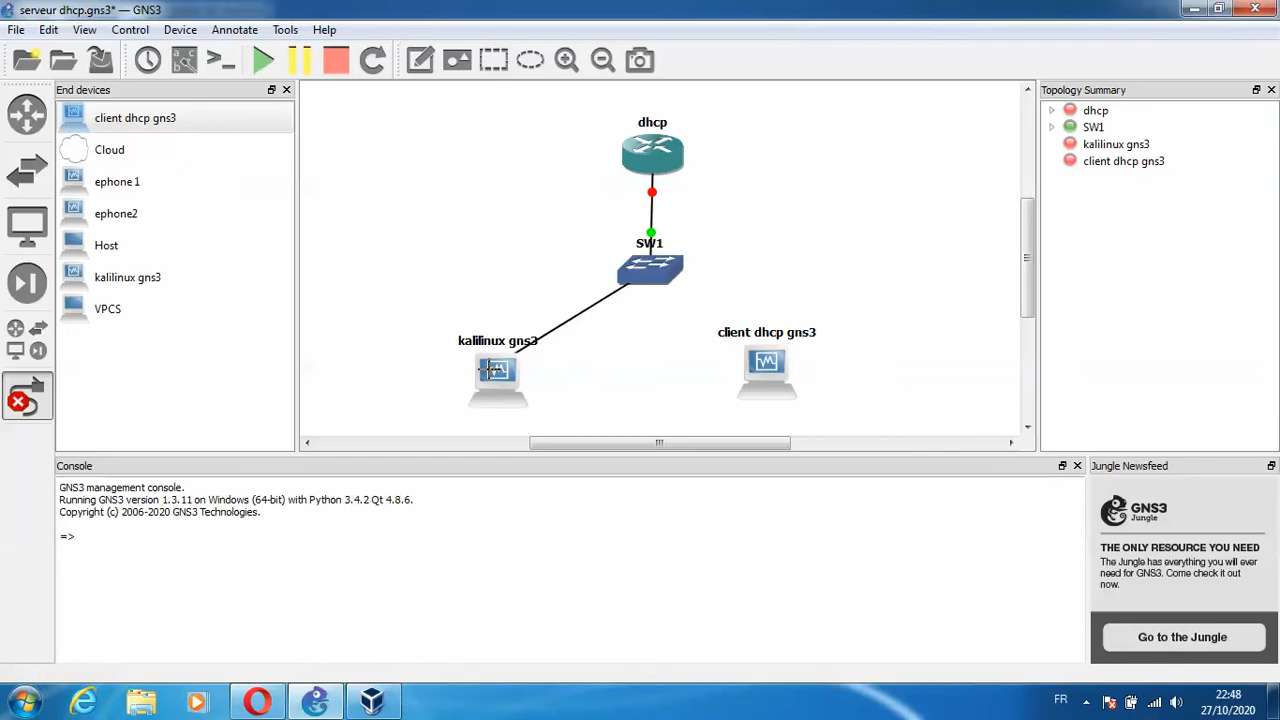 serveur dhcp.gns3* — GNS3
File Edit View Control Device Annotate Tools Help
End devices
client dhcp gns3
Cloud
ephone 1
ephone2
Host
kalilinux gns3
VPCS
dhcp
SW1
kalilinux gns3
client dhcp gns3
Topology Summary
dhcp
SW1
kalilinux gns3
client dhcp gns3
Console
GNS3 management console.
Running GNS3 version 1.3.11 on Windows (64-bit) with Python 3.4.2 Qt 4.8.6.
Copyright (c) 2006-2020 GNS3 Technologies.
=>
Jungle Newsfeed
GNS3
Jungle
THE ONLY RESOURCE YOU NEED
The Jungle has everything you will ever
need for GNS3. Come check it out
now.
Go to the Jungle
FR
22:48
27/10/2020